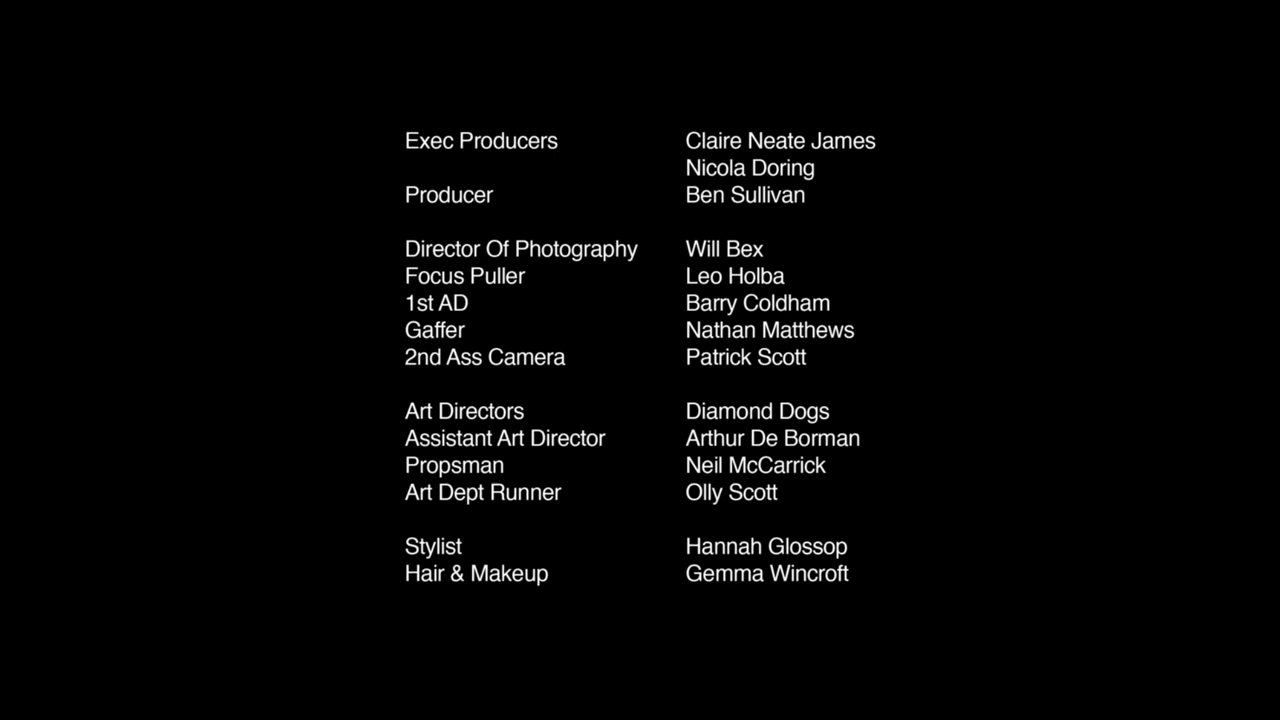 Exec Producers Claire Neate James
Nicola Doring
Producer Ben Sullivan
Director Of Photography Will Bex
Focus Puller Leo Holba
1st AD Barry Coldham
Gaffer Nathan Matthews
2nd Ass Camera Patrick Scott
Art Directors Diamond Dogs
Assistant Art Director Arthur De Borman
Propsman Neil McCarrick
Art Dept Runner Olly Scott
Stylist Hannah Glossop
Hair & Makeup Gemma Wincroft